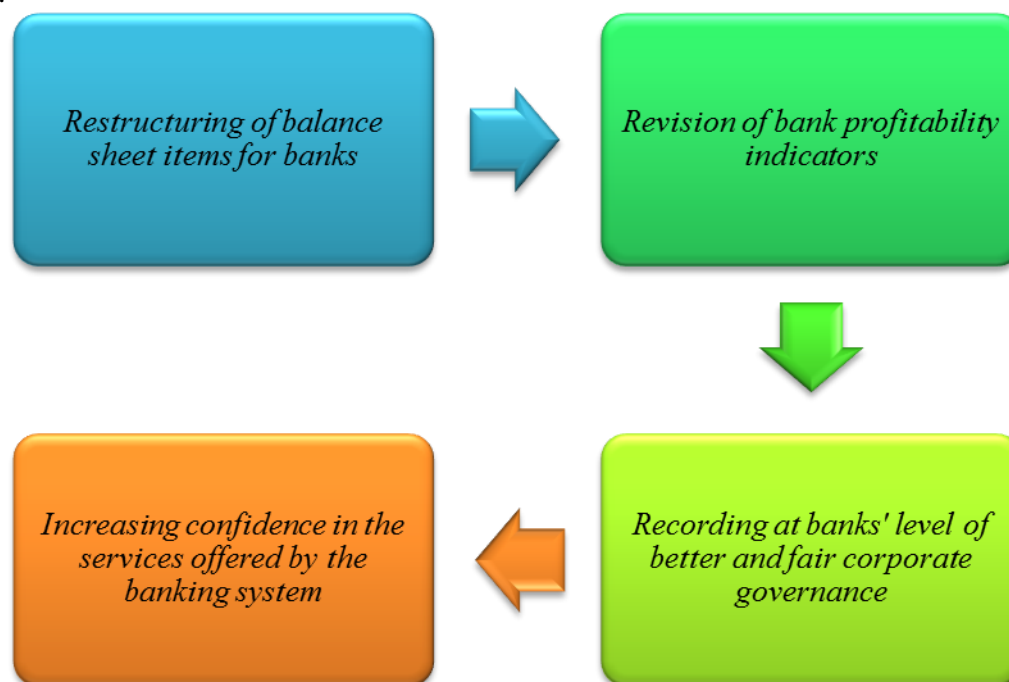 Restructuring of balance
sheet items for banks
Revision of bank profitability
indicators
Recording at banks' level of
better and fair corporate
governance
Increasing confidence in the
services offered by the
banking system